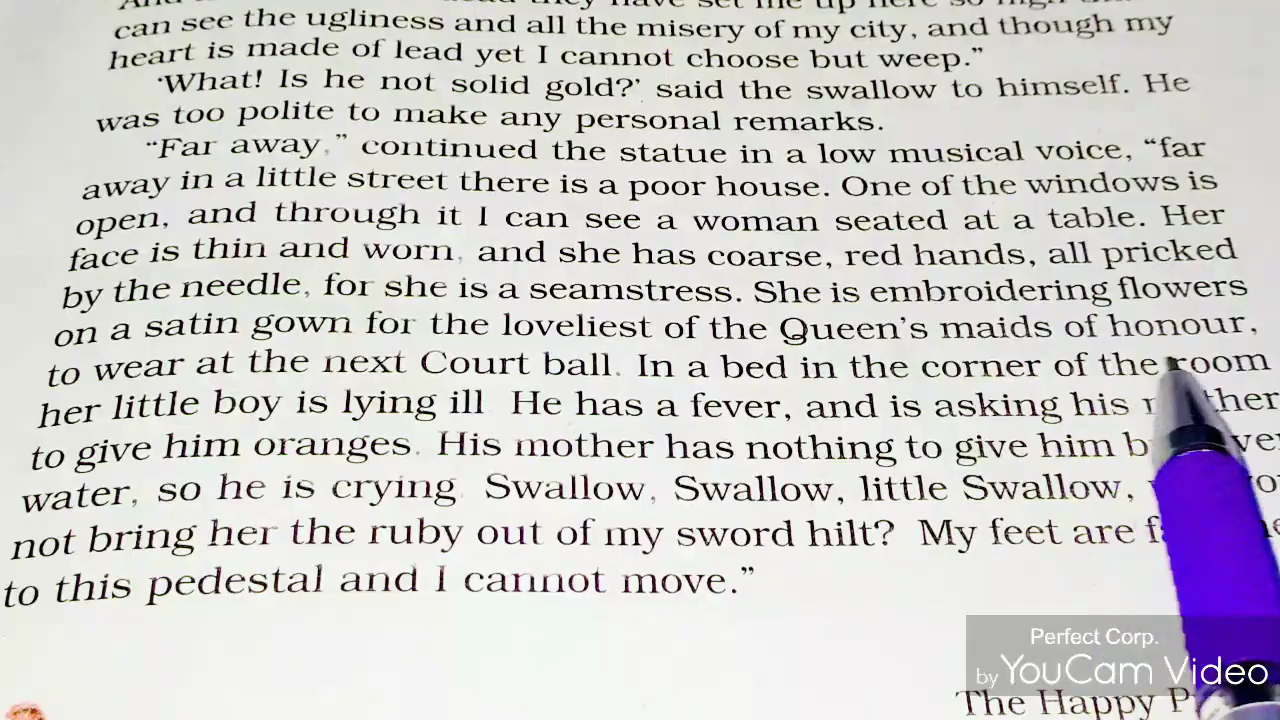 can see the ugliness and all the misery of my city, and though my
heart is made of lead yet I cannot choose but weep.”
‘What! Is he not solid gold?’ said the swallow to himself. He
was too polite to make any personal remarks.
“Far away,” continued the statue in a low musical voice, “far
away in a little street there is a poor house. One of the windows is
open, and through it I can see a woman seated at a table. Her
face is thin and worn, and she has coarse, red hands, all pricked
by the needle, for she is a seamstress. She is embroidering flowers
on a satin gown for the loveliest of the Queen’s maids of honour,
to wear at the next Court ball. In a bed in the corner of the room
her little boy is lying ill. He has a fever, and is asking his
to give him oranges. His mother has nothing to give him
water, so he is crying. Swallow, Swallow, little Swallow,
not bring her the ruby out of my sword hilt? My feet are
to this pedestal and I cannot move.”
Perfect Corp.
by YouCam Video
The Happy